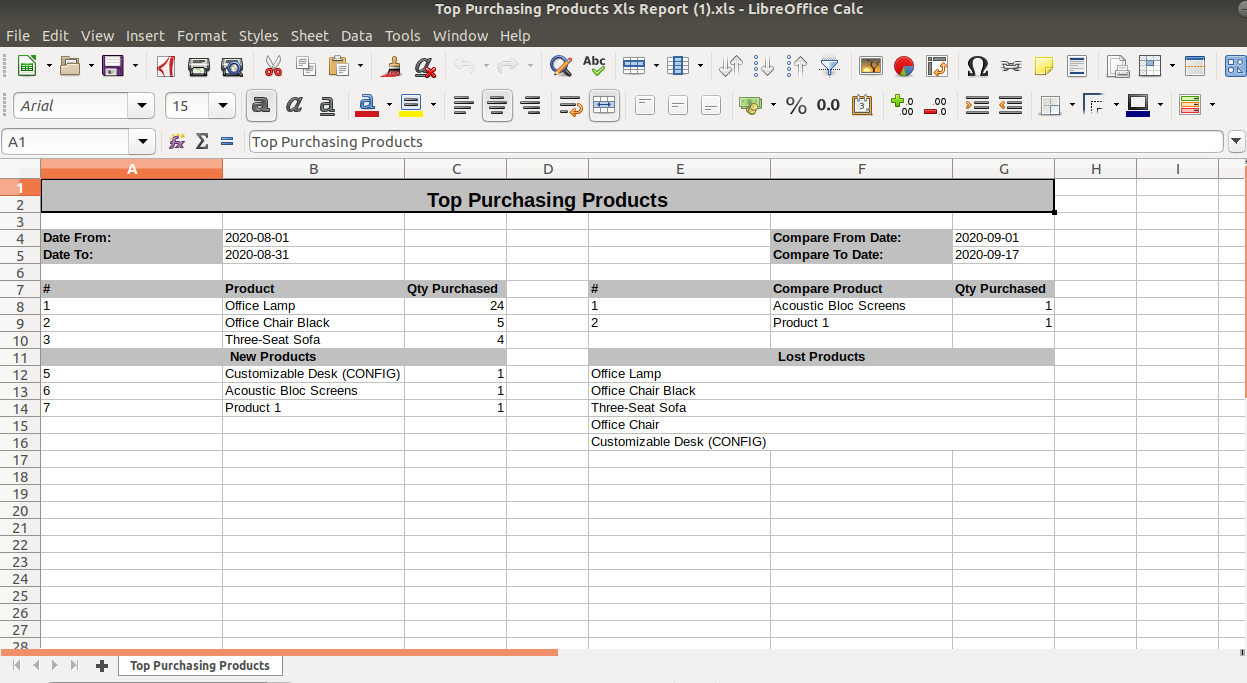 Top Purchasing Products Xls Report (1).xls - LibreOffice Calc
File Edit View Insert Format Styles Sheet Data Tools Window Help
Abc
Arial 15 a a a a % 0.0 .00 .00
A1 fx Σ = Top Purchasing Products
A B C D E F G H I
1
Top Purchasing Products
2
3
4 Date From: 2020-08-01 Compare From Date: 2020-09-01
5 Date To: 2020-08-31 Compare To Date: 2020-09-17
6
7 # Product Qty Purchased # Compare Product Qty Purchased
8 1 Office Lamp 24 1 Acoustic Bloc Screens 1
9 2 Office Chair Black 5 2 Product 1 1
10 3 Three-Seat Sofa 4
11 New Products Lost Products
12 5 Customizable Desk (CONFIG) 1 Office Lamp
13 6 Acoustic Bloc Screens 1 Office Chair Black
14 7 Product 1 1 Three-Seat Sofa
15 Office Chair
16 Customizable Desk (CONFIG)
17
18
19
20
21
22
23
24
25
26
27
28
Top Purchasing Products